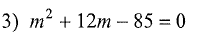 3) m² + 12m − 85 = 0